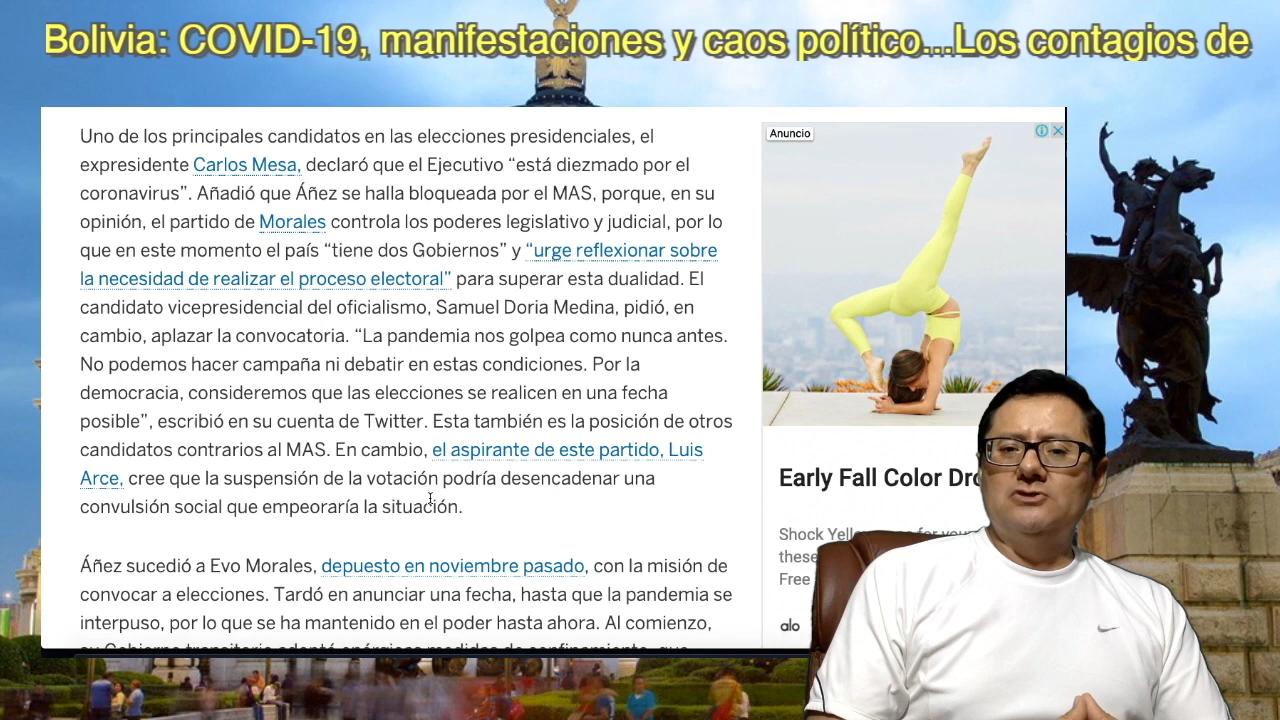 Bolivia: COVID-19, manifestaciones y caos político...Los contagios de
Uno de los principales candidatos en las elecciones presidenciales, el
expresidente Carlos Mesa, declaró que el Ejecutivo “está diezmado por el
coronavirus”. Añadió que Áñez se halla bloqueada por el MAS, porque, en su
opinión, el partido de Morales controla los poderes legislativo y judicial, por lo
que en este momento el país “tiene dos Gobiernos” y “urge reflexionar sobre
la necesidad de realizar el proceso electoral” para superar esta dualidad. El
candidato vicepresidencial del oficialismo, Samuel Doria Medina, pidió, en
cambio, aplazar la convocatoria. “La pandemia nos golpea como nunca antes.
No podemos hacer campaña ni debatir en estas condiciones. Por la
democracia, consideremos que las elecciones se realicen en una fecha
posible”, escribió en su cuenta de Twitter. Esta también es la posición de otros
candidatos contrarios al MAS. En cambio, el aspirante de este partido, Luis
Arce, cree que la suspensión de la votación podría desencadenar una
convulsión social que empeoraría la situación.
Áñez sucedió a Evo Morales, depuesto en noviembre pasado, con la misión de
convocar a elecciones. Tardó en anunciar una fecha, hasta que la pandemia se
interpuso, por lo que se ha mantenido en el poder hasta ahora. Al comienzo,
su Gobierno transitorio adoptó enérgicas medidas de confinamiento, que
Anuncio
Early Fall Color
Shock
these
Free
alo